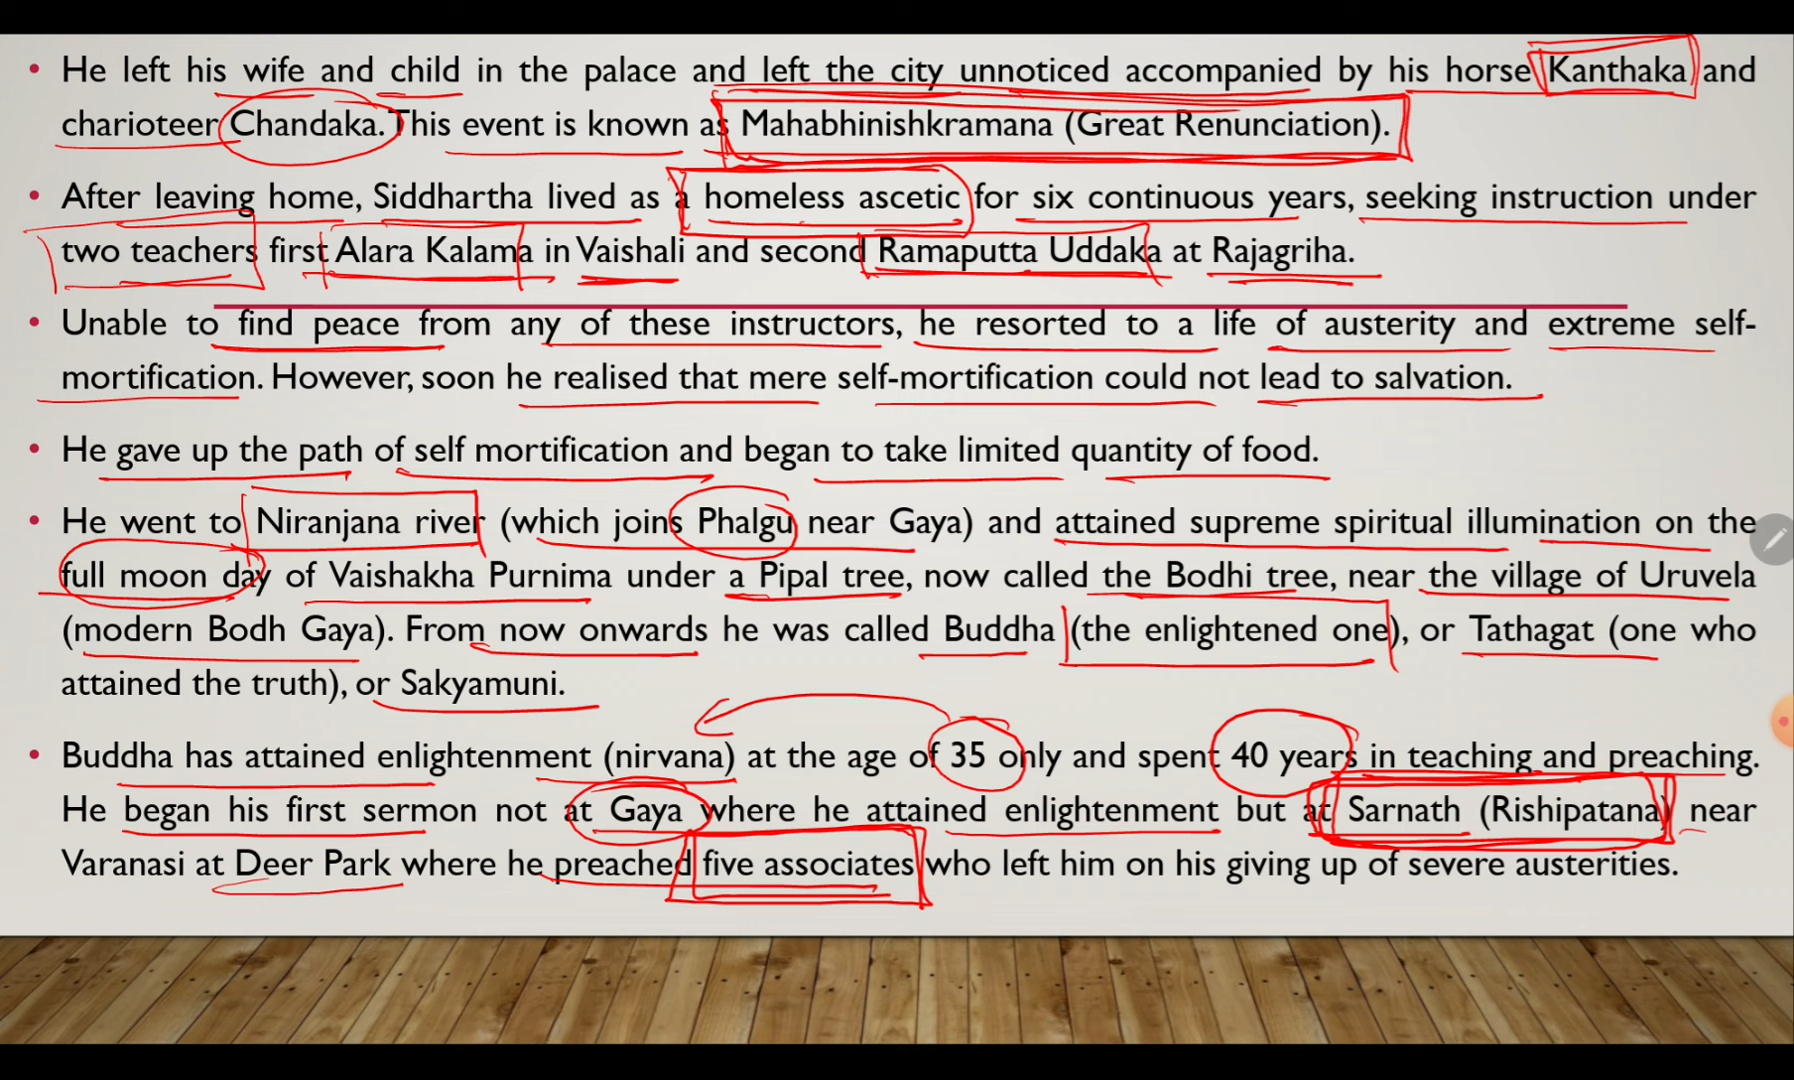 • He left his wife and child in the palace and left the city unnoticed accompanied by his horse Kanthaka and
charioteer Chandaka. This event is known as Mahabhinishkramana (Great Renunciation).
• After leaving home, Siddhartha lived as a homeless ascetic for six continuous years, seeking instruction under
two teachers first Alara Kalama in Vaishali and second Ramaputta Uddaka at Rajagriha.
• Unable to find peace from any of these instructors, he resorted to a life of austerity and extreme self-
mortification. However, soon he realised that mere self-mortification could not lead to salvation.
• He gave up the path of self mortification and began to take limited quantity of food.
• He went to Niranjana river (which joins Phalgu near Gaya) and attained supreme spiritual illumination on the
full moon day of Vaishakha Purnima under a Pipal tree, now called the Bodhi tree, near the village of Uruvela
(modern Bodh Gaya). From now onwards he was called Buddha (the enlightened one), or Tathagat (one who
attained the truth), or Sakyamuni.
• Buddha has attained enlightenment (nirvana) at the age of 35 only and spent 40 years in teaching and preaching.
He began his first sermon not at Gaya where he attained enlightenment but at Sarnath (Rishipatana) near
Varanasi at Deer Park where he preached five associates who left him on his giving up of severe austerities.